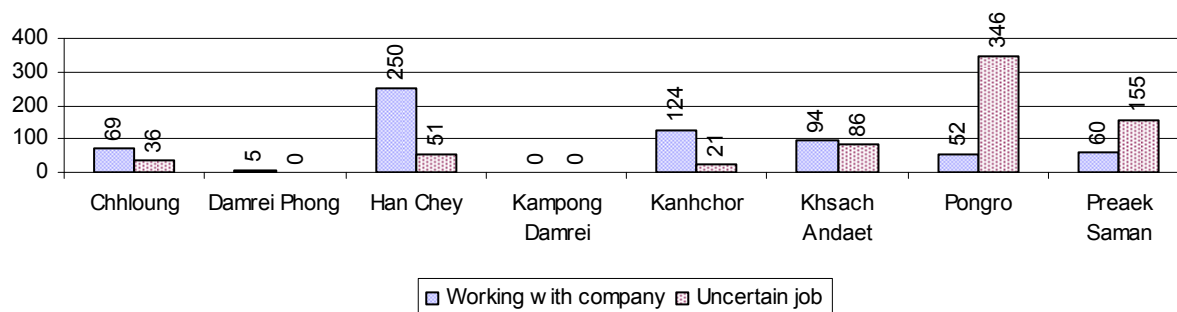 400
300
200
100
0
69
36
5
0
250
51
0
0
124
21
94
86
52
346
60
155
Chhloung
Damrei Phong
Han Chey
Kampong
Damrei
Kanhchor
Khsach
Andaet
Pongro
Preaek
Saman
Working with company
Uncertain job